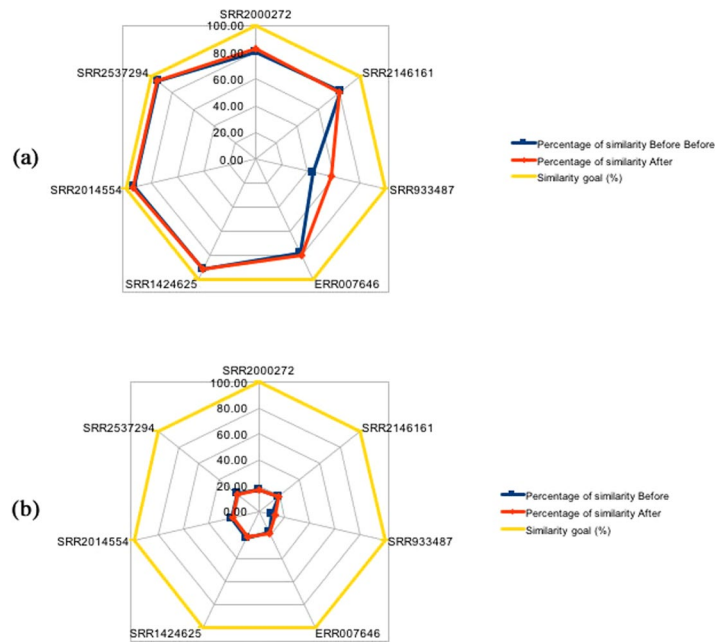 SRR2000272
100.00
80.00
60.00
40.00
20.00
0.00
SRR2537294
SRR2146161
SRR2014554
SRR933487
SRR1424625
ERR007646
(a)
Percentage of similarity Before Before
Percentage of similarity After
Similarity goal (%)
SRR2000272
100.00
80.00
60.00
40.00
20.00
0.00
SRR2537294
SRR2146161
SRR2014554
SRR933487
SRR1424625
ERR007646
(b)
Percentage of similarity Before
Percentage of similarity After
Similarity goal (%)